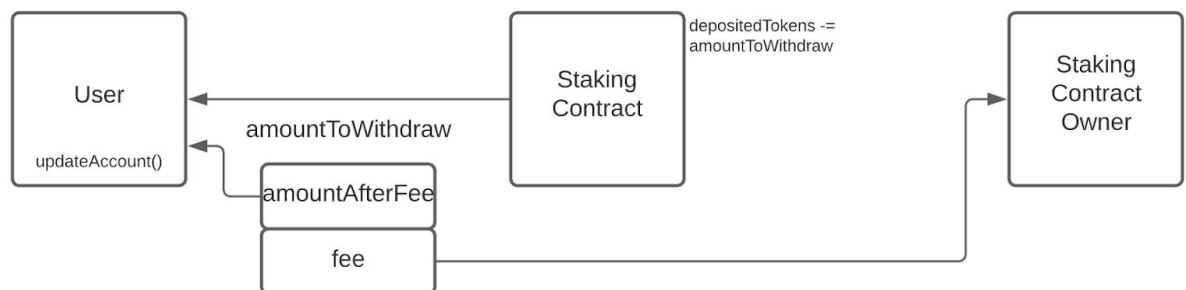 User
updateAccount()
amountToWithdraw
amountAfterFee
fee
Staking
Contract
depositedTokens -=
amountToWithdraw
Staking
Contract
Owner